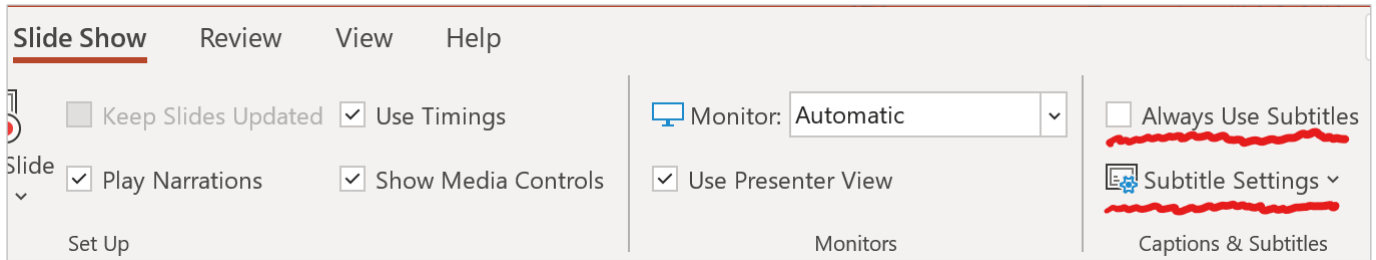 Slide Show Review View Help
Keep Slides Updated Use Timings Monitor: Automatic Always Use Subtitles
Slide
Play Narrations Show Media Controls Use Presenter View Subtitle Settings
Set Up Monitors Captions & Subtitles